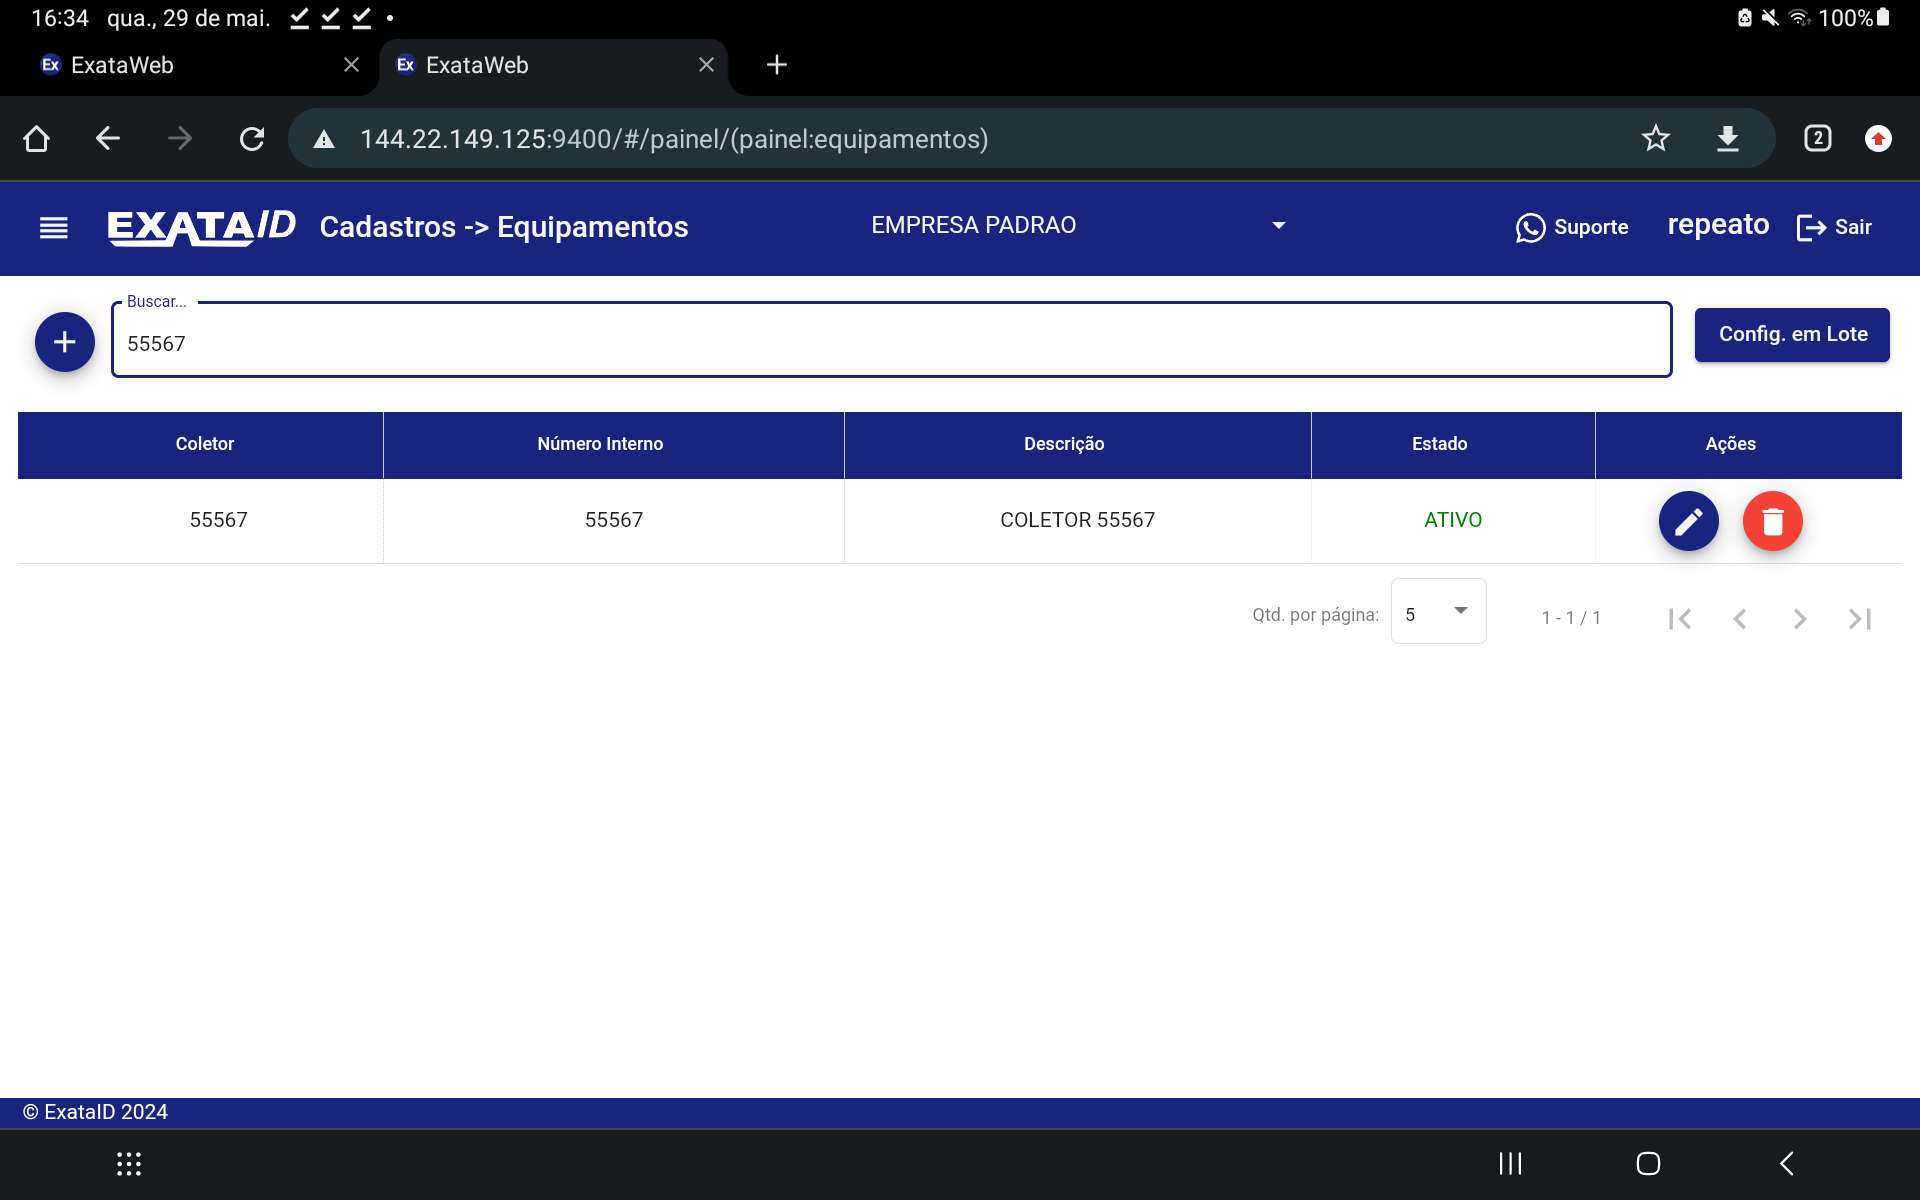 16:34 qua., 29 de mai. 100%
Ex ExataWeb Ex ExataWeb
144.22.149.125:9400/#/painel/(painel:equipamentos) 2
EXATAID Cadastros -> Equipamentos EMPRESA PADRAO Suporte repeato Sair
Buscar...
55567
Config. em Lote
Coletor Número Interno Descrição Estado Ações
55567 55567 COLETOR 55567 ATIVO
Qtd. por página: 5 1 - 1 / 1
© ExataID 2024